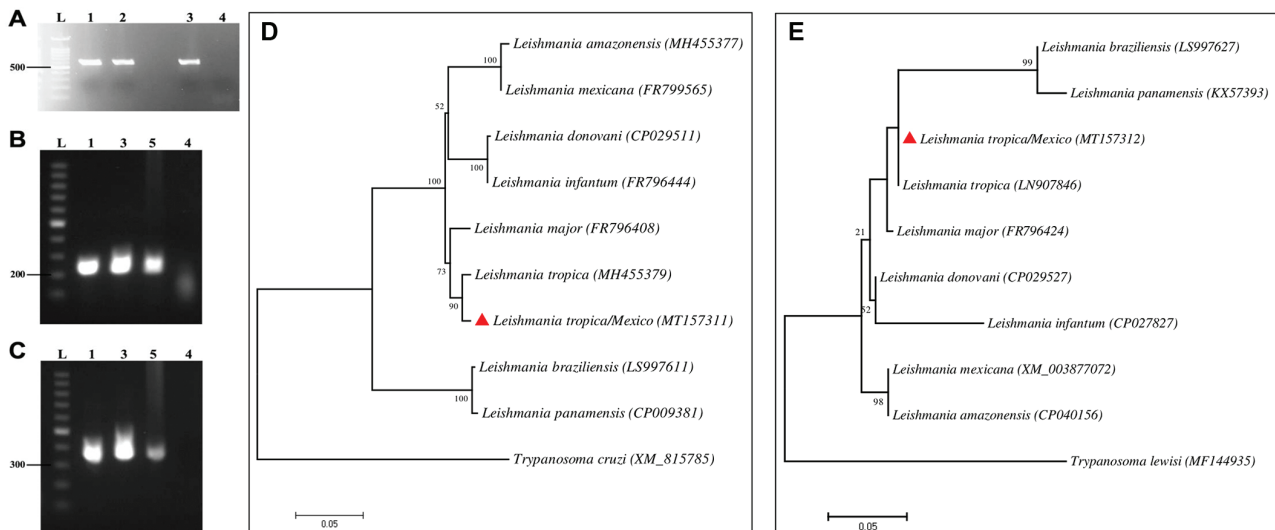 A
L 1 2 3 4
500
B
L 1 3 5 4
200
C
L 1 3 5 4
300
D
Leishmania amazonensis (MH455377)
100
Leishmania mexicana (FR799565)
52
Leishmania donovani (CP029511)
100
Leishmania infantum (FR796444)
100
Leishmania major (FR796408)
73
Leishmania tropica (MH455379)
90
Leishmania tropica/Mexico (MT157311)
Leishmania braziliensis (LS997611)
100
Leishmania panamensis (CP009381)
Trypanosoma cruzi (XM_815785)
0.05
E
Leishmania braziliensis (LS997627)
99
Leishmania panamensis (KX57393)
Leishmania tropica/Mexico (MT157312)
Leishmania tropica (LN907846)
Leishmania major (FR796424)
21
Leishmania donovani (CP029527)
52
Leishmania infantum (CP027827)
Leishmania mexicana (XM_003877072)
98
Leishmania amazonensis (CP040156)
Trypanosoma lewisi (MF144935)
0.05